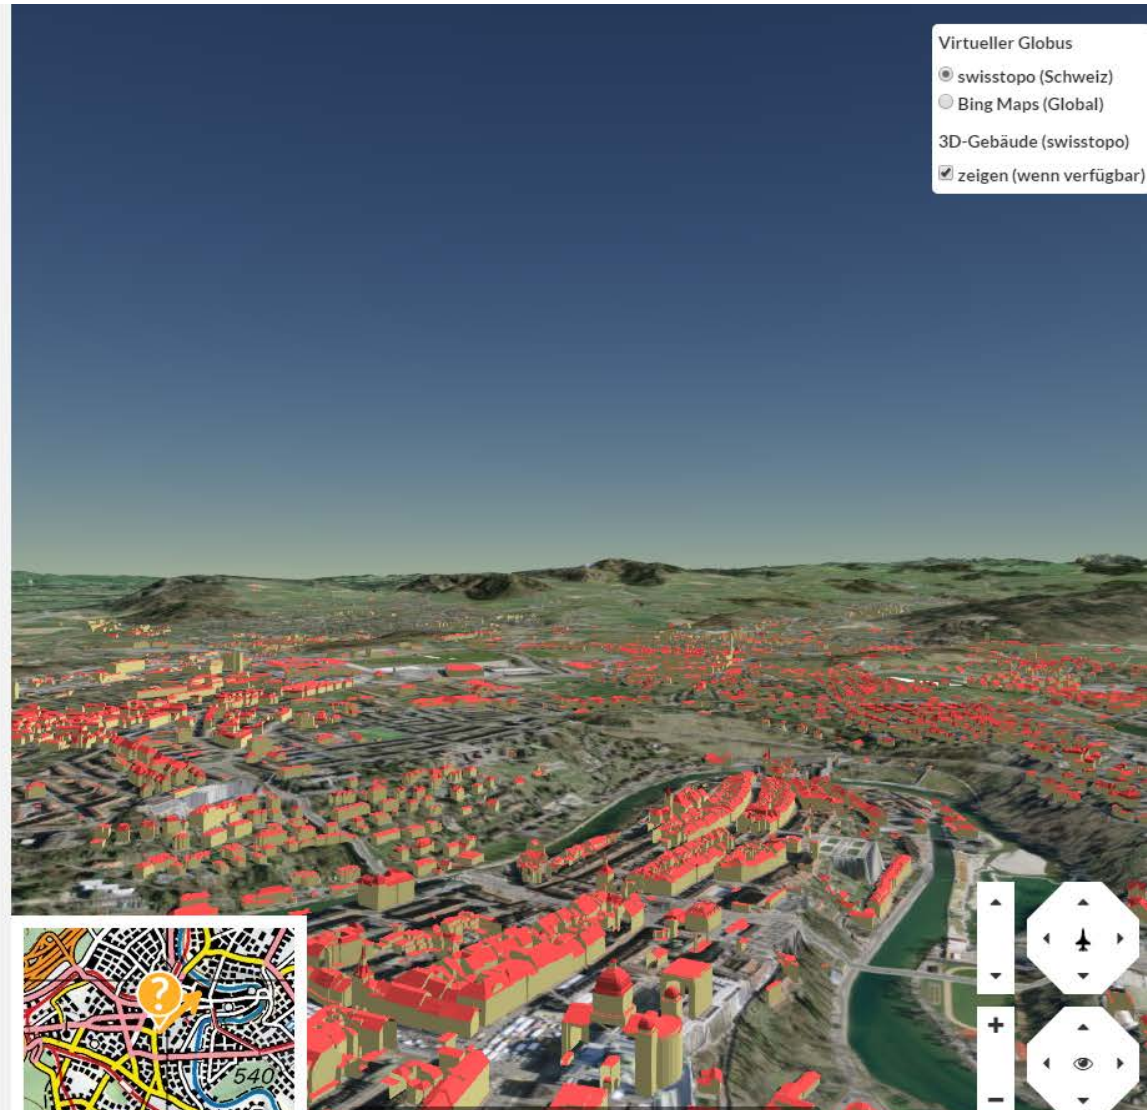 Virtueller Globus
swisstopo (Schweiz)
Bing Maps (Global)
3D-Gebäude (swisstopo)
zeigen (wenn verfügbar)
?
540
+
−